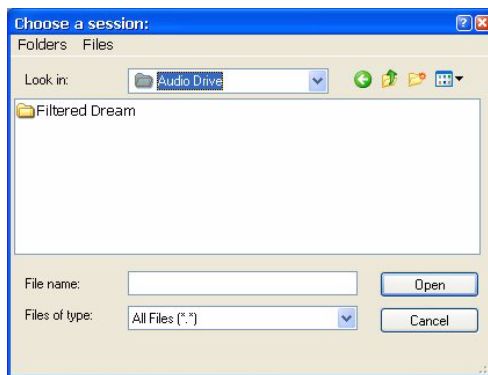 Choose a session:
Folders Files
Look in: Audio Drive
Filtered Dream
File name: Open
Files of type: All Files (*.*) Cancel